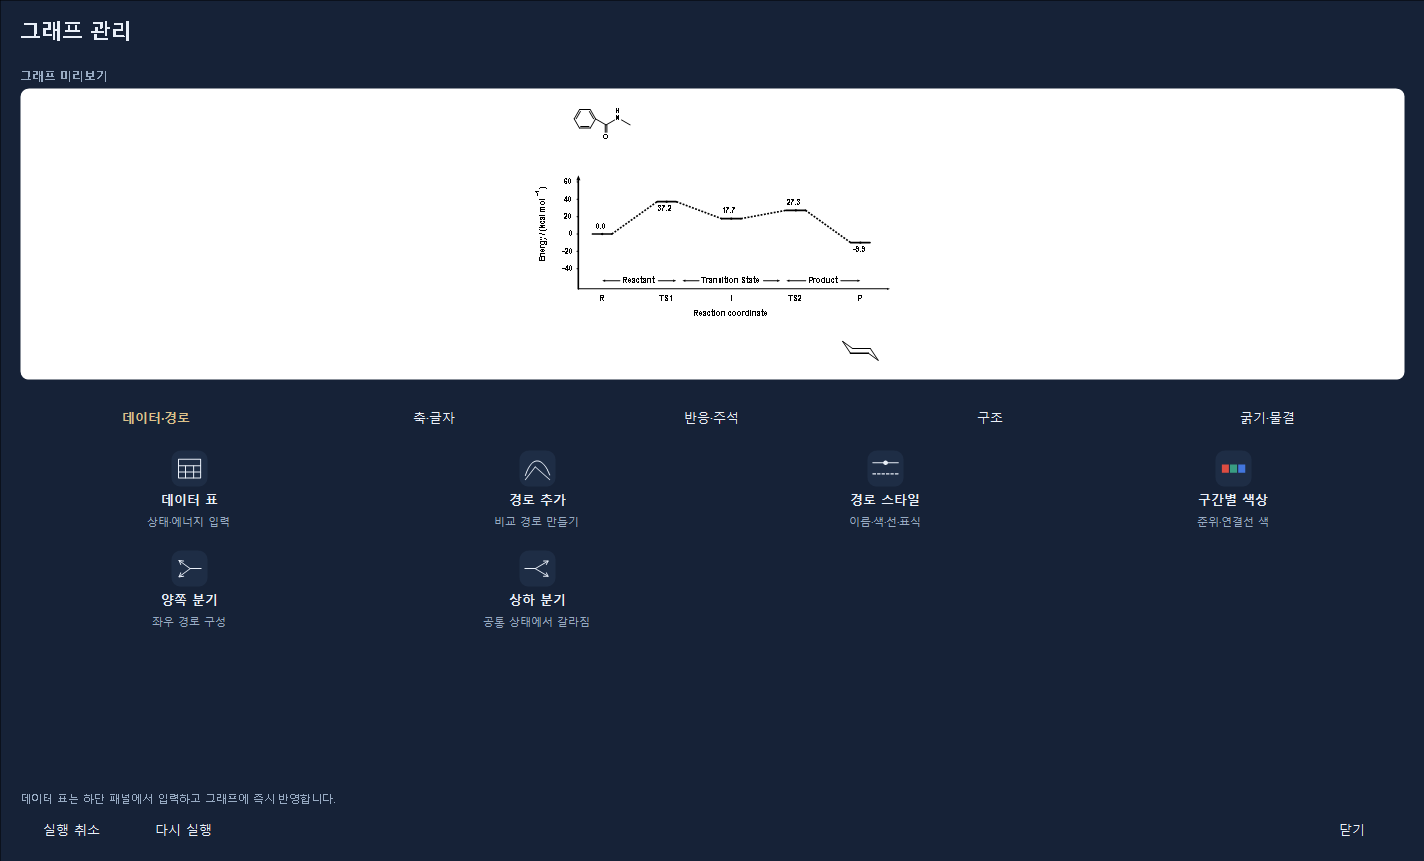 그래프 관리
그래프 미리보기
H
N
O
60
40
20
0
-20
-40
Energy / (kcal mol⁻¹)
0.0
37.2
17.7
27.3
-9.9
Reactant
Transition State
Product
R
TS1
I
TS2
P
Reaction coordinate
데이터·경로 축·글자 반응·주석 구조 굵기·물결
데이터 표 경로 추가 경로 스타일 구간별 색상
상태·에너지 입력 비교 경로 만들기 이름·색·선·표식 준위·연결선 색
양쪽 분기 상하 분기
좌우 경로 구성 공통 상태에서 갈라짐
데이터 표는 하단 패널에서 입력하고 그래프에 즉시 반영합니다.
실행 취소 다시 실행 닫기